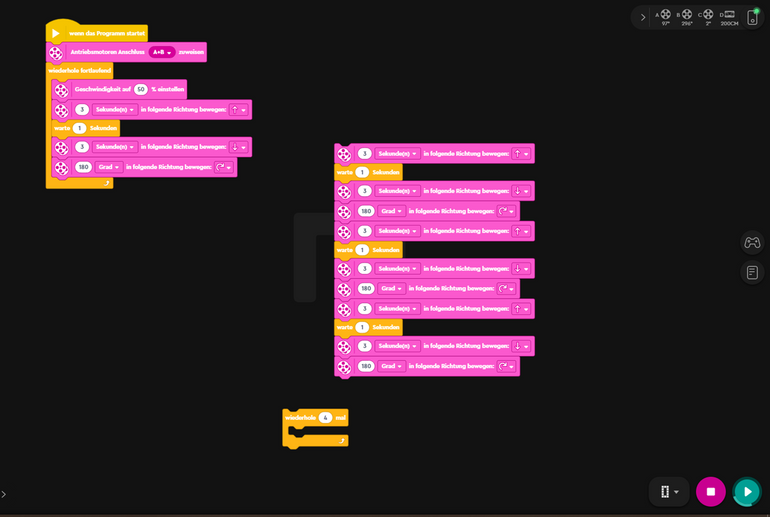 A B C D
97° 296° 2° 200CM
wenn das Programm startet
Antriebsmotoren Anschluss A+B zuweisen
wiederhole fortlaufend
Geschwindigkeit auf 50 % einstellen
3 Sekunde(n) in folgende Richtung bewegen:
warte 1 Sekunden
3 Sekunde(n) in folgende Richtung bewegen:
180 Grad in folgende Richtung bewegen:
3 Sekunde(n) in folgende Richtung bewegen:
warte 1 Sekunden
3 Sekunde(n) in folgende Richtung bewegen:
180 Grad in folgende Richtung bewegen:
3 Sekunde(n) in folgende Richtung bewegen:
warte 1 Sekunden
3 Sekunde(n) in folgende Richtung bewegen:
180 Grad in folgende Richtung bewegen:
3 Sekunde(n) in folgende Richtung bewegen:
warte 1 Sekunden
3 Sekunde(n) in folgende Richtung bewegen:
180 Grad in folgende Richtung bewegen:
wiederhole 4 mal